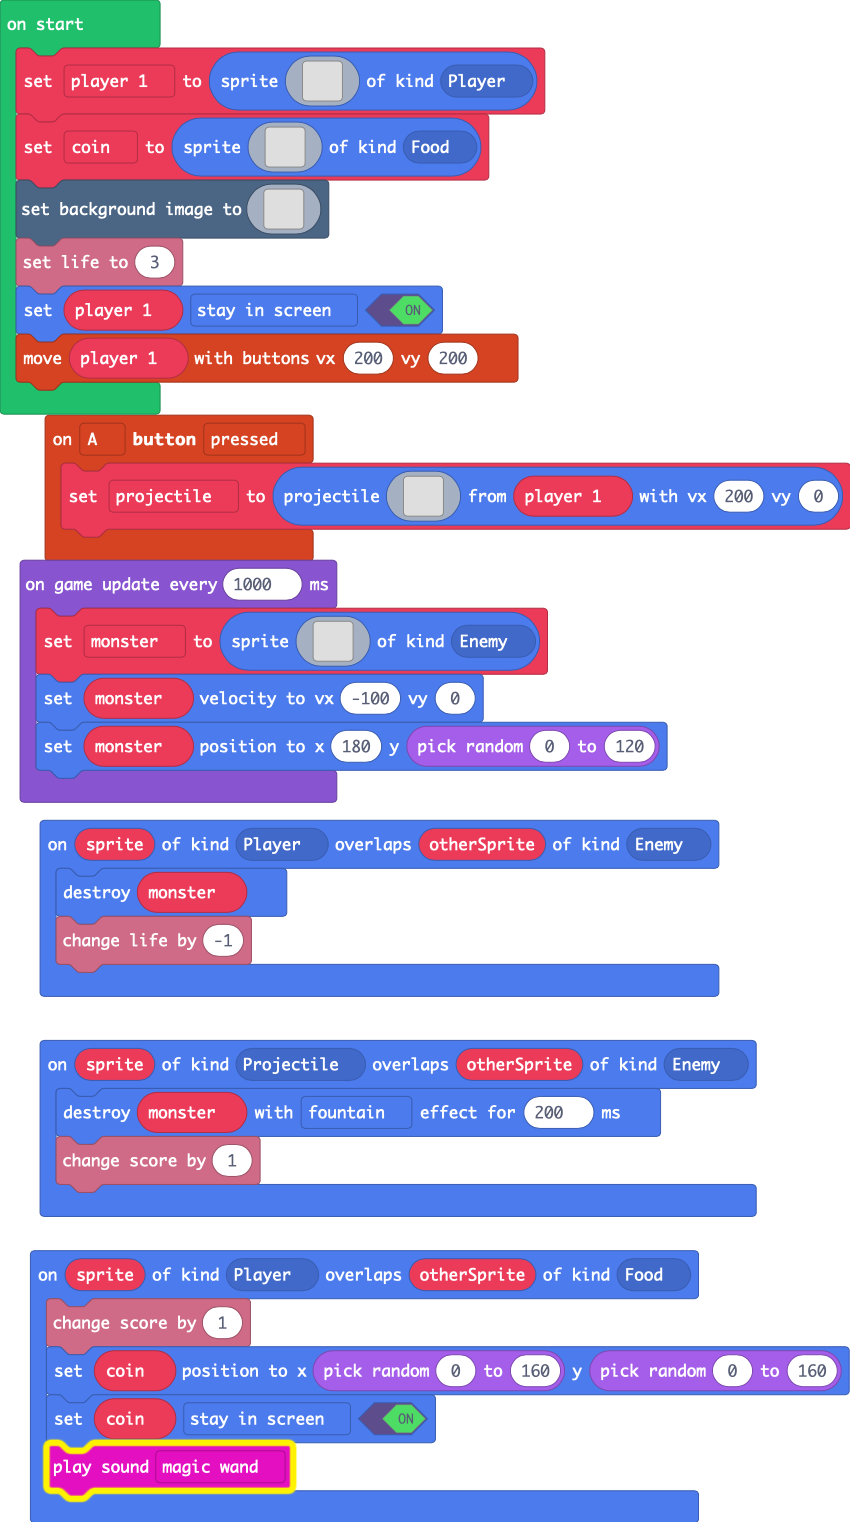 on start
set player 1 to sprite of kind Player
set coin to sprite of kind Food
set background image to
set life to 3
set player 1 stay in screen ON
move player 1 with buttons vx 200 vy 200
on A button pressed
set projectile to projectile from player 1 with vx 200 vy 0
on game update every 1000 ms
set monster to sprite of kind Enemy
set monster velocity to vx -100 vy 0
set monster position to x 180 y pick random 0 to 120
on sprite of kind Player overlaps otherSprite of kind Enemy
destroy monster
change life by -1
on sprite of kind Projectile overlaps otherSprite of kind Enemy
destroy monster with fountain effect for 200 ms
change score by 1
on sprite of kind Player overlaps otherSprite of kind Food
change score by 1
set coin position to x pick random 0 to 160 y pick random 0 to 160
set coin stay in screen ON
play sound magic wand